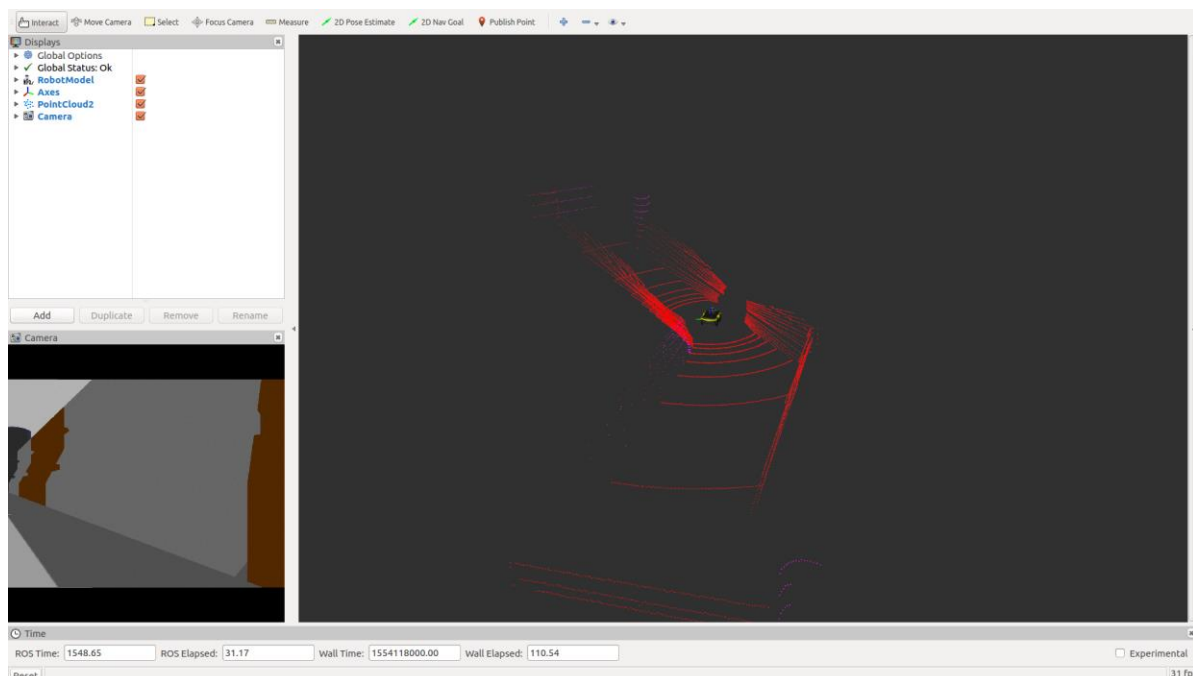 Interact Move Camera Select Focus Camera Measure 2D Pose Estimate 2D Nav Goal Publish Point
Displays
Global Options
Global Status: Ok
RobotModel
Axes
PointCloud2
Camera
Add Duplicate Remove Rename
Camera
Time
ROS Time: 1548.65 ROS Elapsed: 31.17 Wall Time: 1554118000.00 Wall Elapsed: 110.54 Experimental
Reset 31 fp